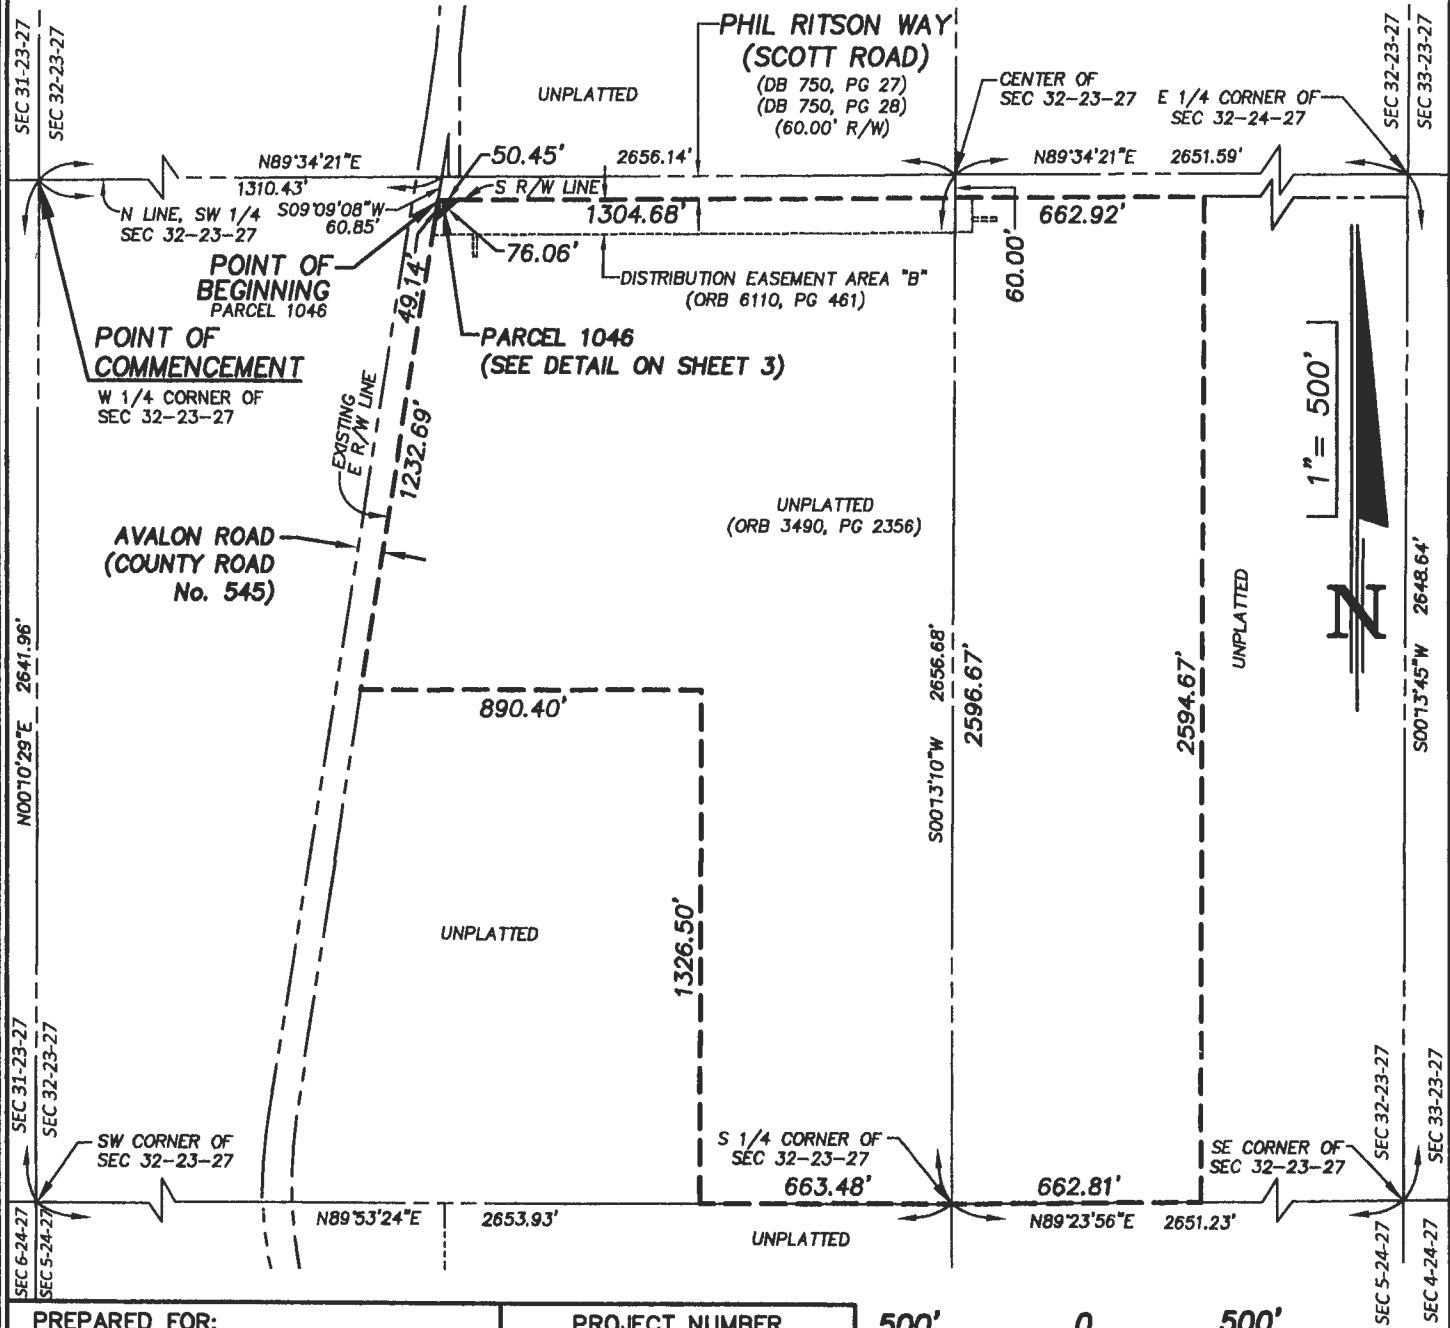 SEC 31-23-27
SEC 32-23-27
PHIL RITSON WAY
(SCOTT ROAD)
(DB 750, PG 27)
(DB 750, PG 28)
(60.00' R/W)
UNPLATTED
CENTER OF
SEC 32-23-27
E 1/4 CORNER OF
SEC 32-24-27
SEC 32-23-27
SEC 33-23-27
N89°34'21"E
1310.43'
50.45'
2656.14'
N89°34'21"E 2651.59'
S R/W LINE
S09°09'08"W
60.85'
N LINE, SW 1/4
SEC 32-23-27
1304.68'
662.92'
76.06'
60.00'
POINT OF
BEGINNING
PARCEL 1046
49.14'
DISTRIBUTION EASEMENT AREA "B"
(ORB 6110, PG 461)
POINT OF
COMMENCEMENT
W 1/4 CORNER OF
SEC 32-23-27
PARCEL 1046
(SEE DETAIL ON SHEET 3)
1"= 500'
EXISTING
E R/W LINE
1232.69'
UNPLATTED
(ORB 3490, PG 2356)
AVALON ROAD
(COUNTY ROAD
No. 545)
UNPLATTED
N
N00°10'29"E 2641.96'
890.40'
S00°13'10"W 2656.68'
2596.67'
2594.67'
S00°13'45"W 2648.64'
UNPLATTED
1326.50'
SEC 31-23-27
SEC 32-23-27
SW CORNER OF
SEC 32-23-27
S 1/4 CORNER OF
SEC 32-23-27
SE CORNER OF
SEC 32-23-27
SEC 32-23-27
SEC 33-23-27
663.48'
662.81'
N89°53'24"E 2653.93'
N89°23'56"E 2651.23'
UNPLATTED
SEC 6-24-27
SEC 5-24-27
SEC 5-24-27
SEC 4-24-27
PREPARED FOR:
PROJECT NUMBER
500' 0 500'